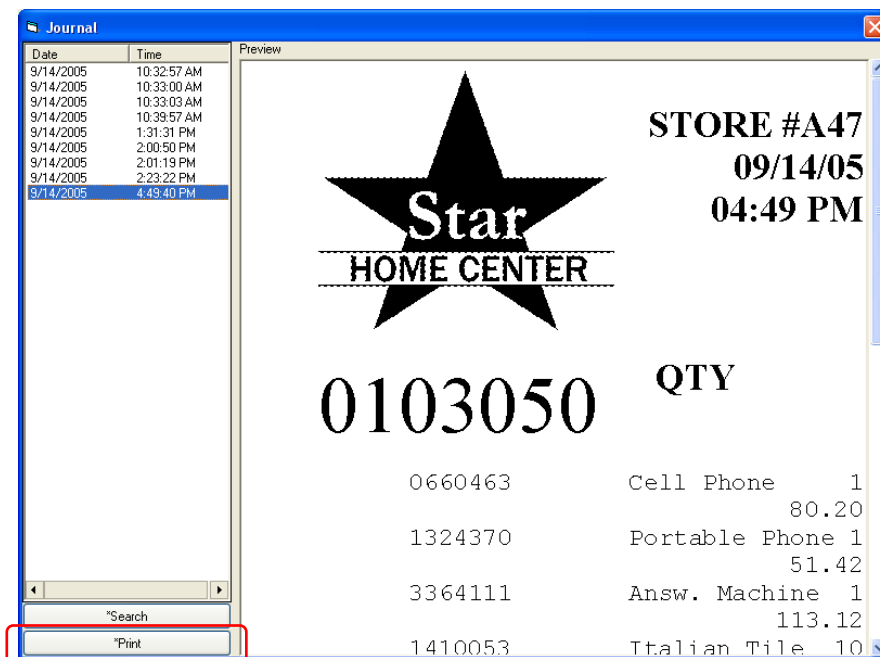 Journal
Date Time
9/14/2005 10:32:57 AM
9/14/2005 10:33:00 AM
9/14/2005 10:33:03 AM
9/14/2005 10:39:57 AM
9/14/2005 1:31:31 PM
9/14/2005 2:00:50 PM
9/14/2005 2:01:19 PM
9/14/2005 2:23:22 PM
9/14/2005 4:49:40 PM
*Search
*Print
Preview
Star
HOME CENTER
STORE #A47
09/14/05
04:49 PM
0103050 QTY
0660463 Cell Phone 1
80.20
1324370 Portable Phone 1
51.42
3364111 Answ. Machine 1
113.12
1410053 Italian Tile 10